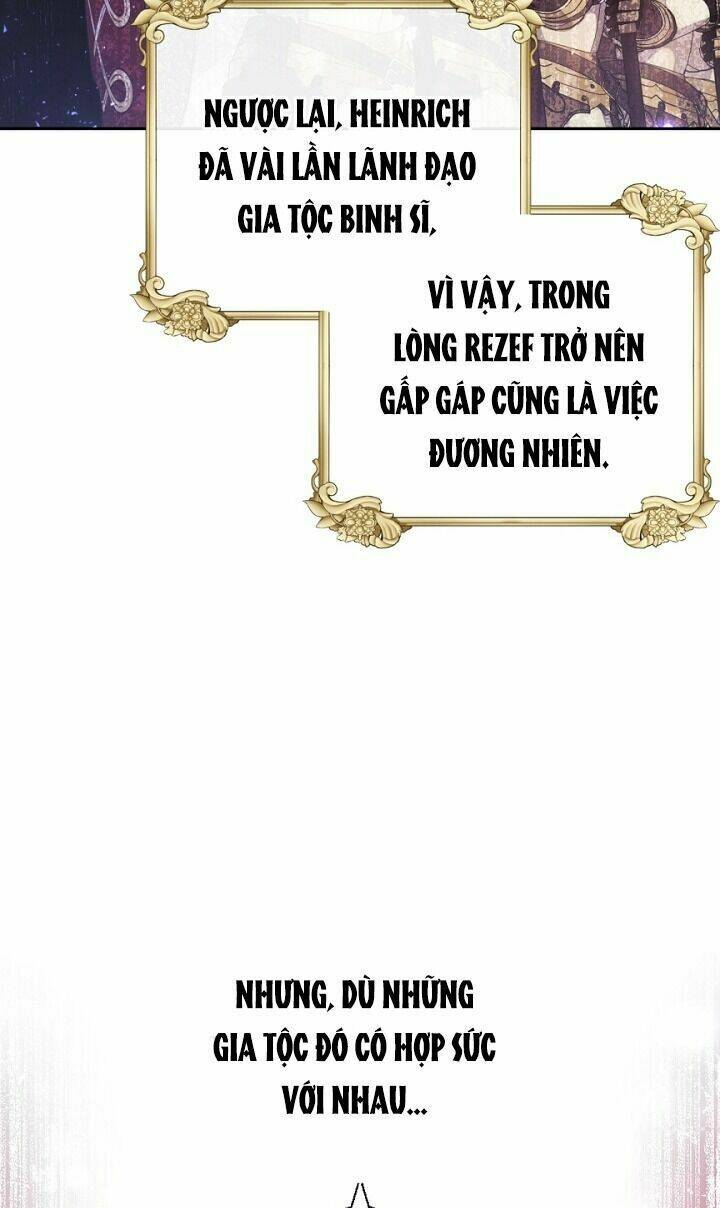 NGƯỢC LẠI, HEINRICH
ĐÃ VÀI LẦN LÃNH ĐẠO
GIA TỘC BINH SĨ,
VÌ VẬY, TRONG
LÒNG REZEF TRỞ NÊN
GẤP GÁP CŨNG LÀ VIỆC
ĐƯƠNG NHIÊN.
NHƯNG, DÙ NHỮNG
GIA TỘC ĐÓ CÓ HỢP SỨC
VỚI NHAU...